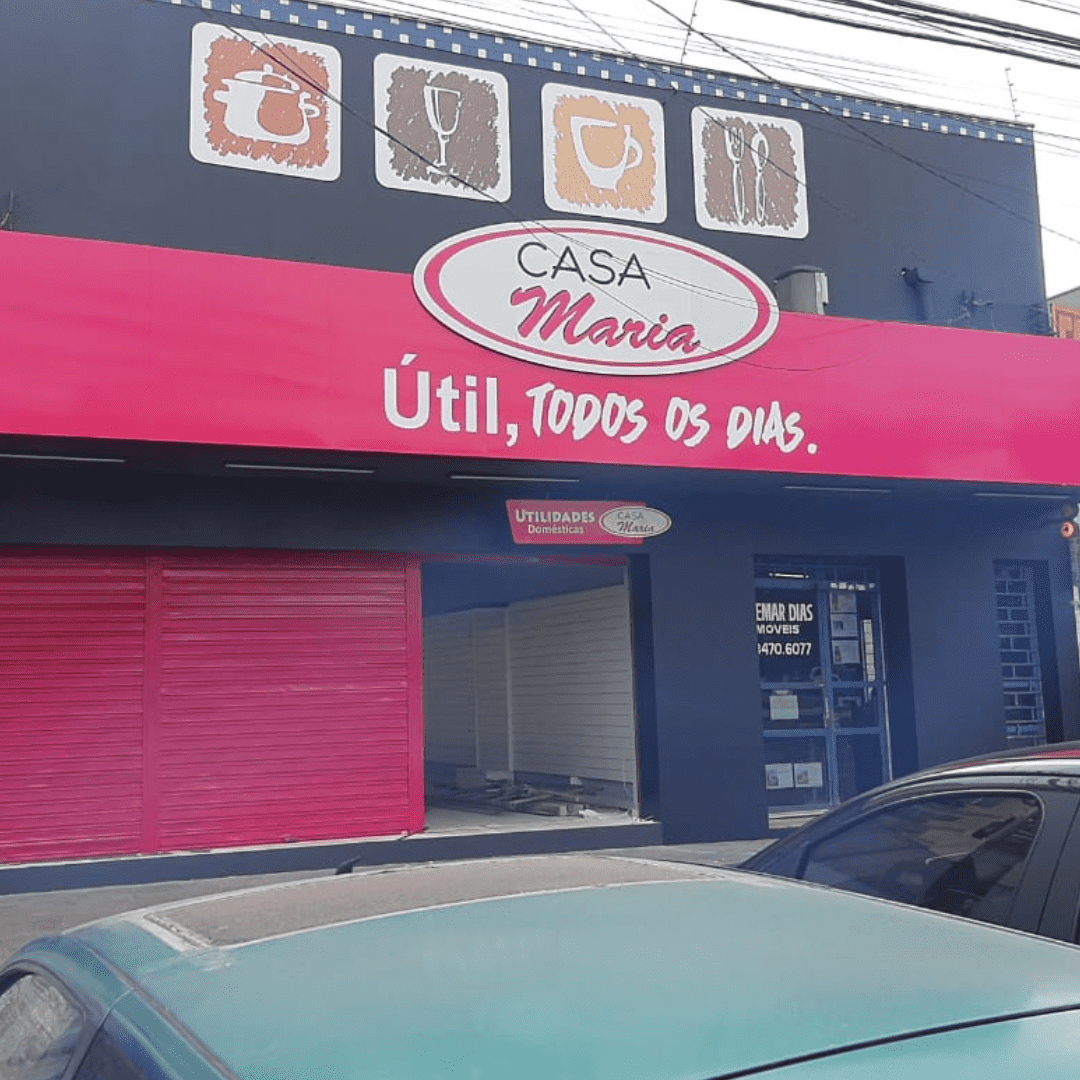 CASA
Maria
Útil, TODOS OS DIAS.
UTILIDADES
Domésticas
CASA
Maria
EMAR DIAS
MOVEIS
3470.6077